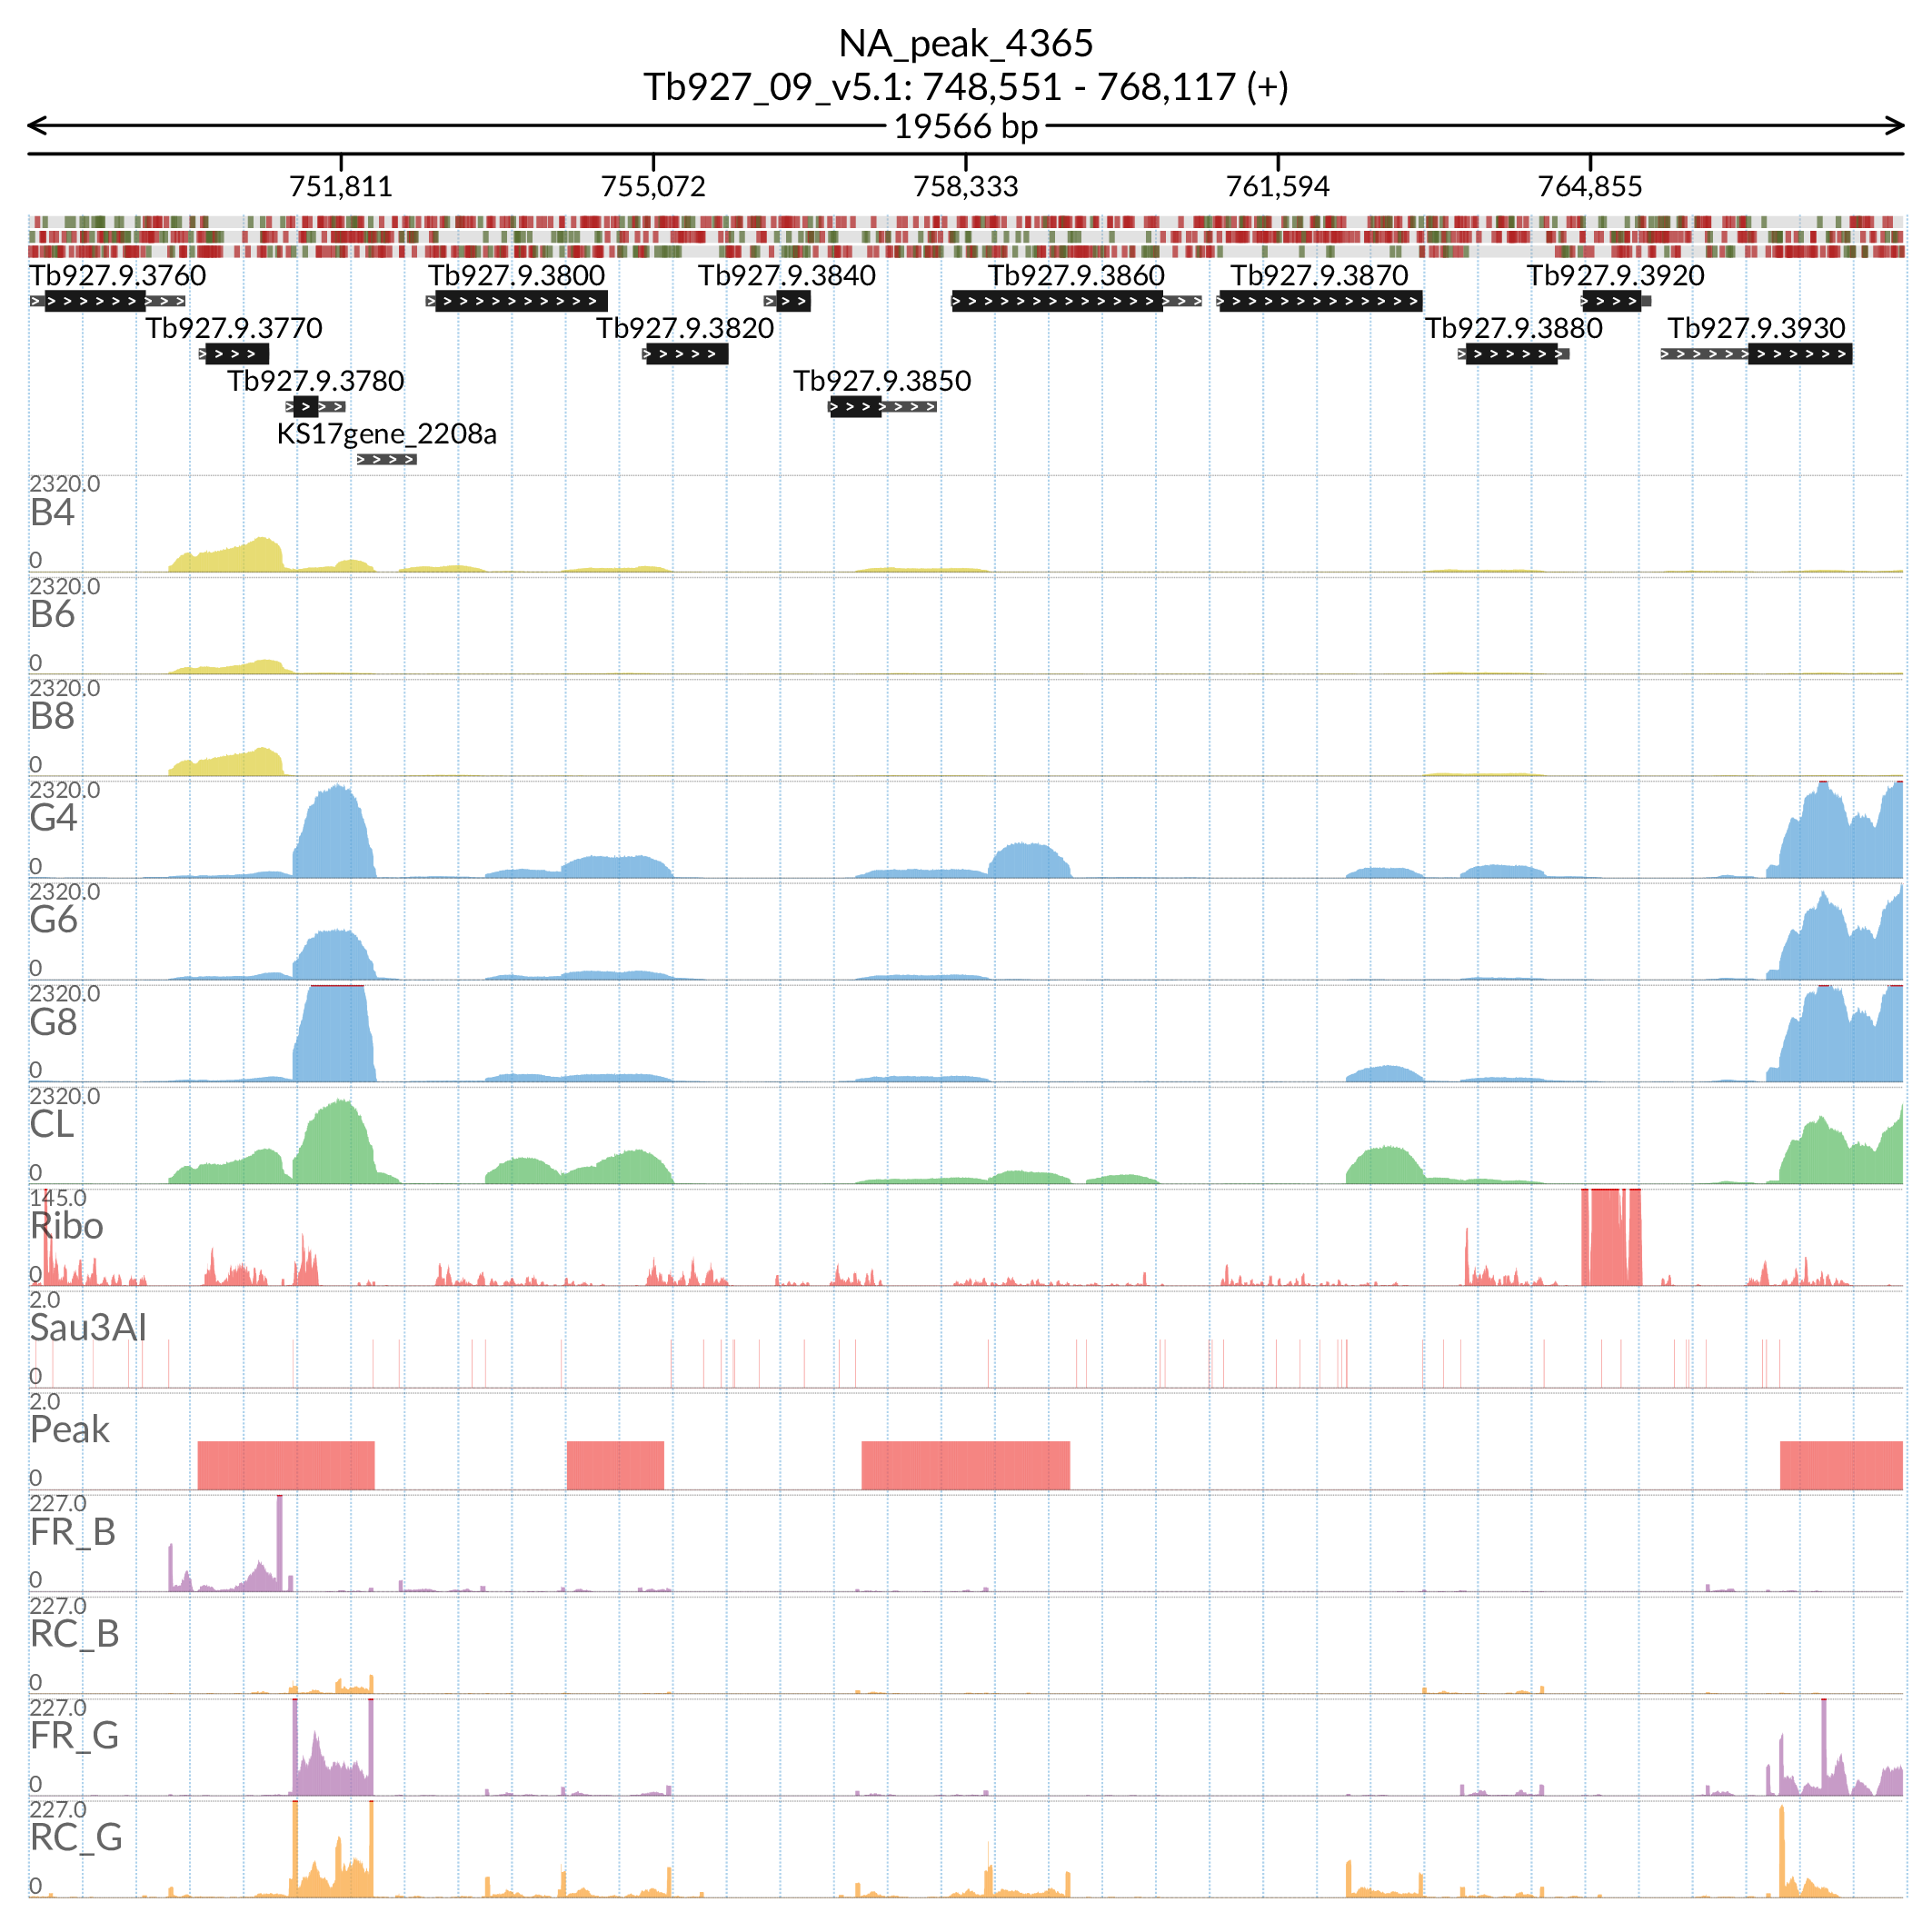 NA_peak_4365
Tb927_09_v5.1: 748,551 - 768,117 (+)
19566 bp
751,811 755,072 758,333 761,594 764,855
Tb927.9.3760 Tb927.9.3800 Tb927.9.3840 Tb927.9.3860 Tb927.9.3870 Tb927.9.3920
Tb927.9.3770 Tb927.9.3820 Tb927.9.3880 Tb927.9.3930
Tb927.9.3780 Tb927.9.3850
KS17gene_2208a
2320.0
B4
0
2320.0
B6
0
2320.0
B8
0
2320.0
G4
0
2320.0
G6
0
2320.0
G8
0
2320.0
CL
0
145.0
Ribo
0
2.0
Sau3AI
0
2.0
Peak
0
227.0
FR_B
0
227.0
RC_B
0
227.0
FR_G
0
227.0
RC_G
0